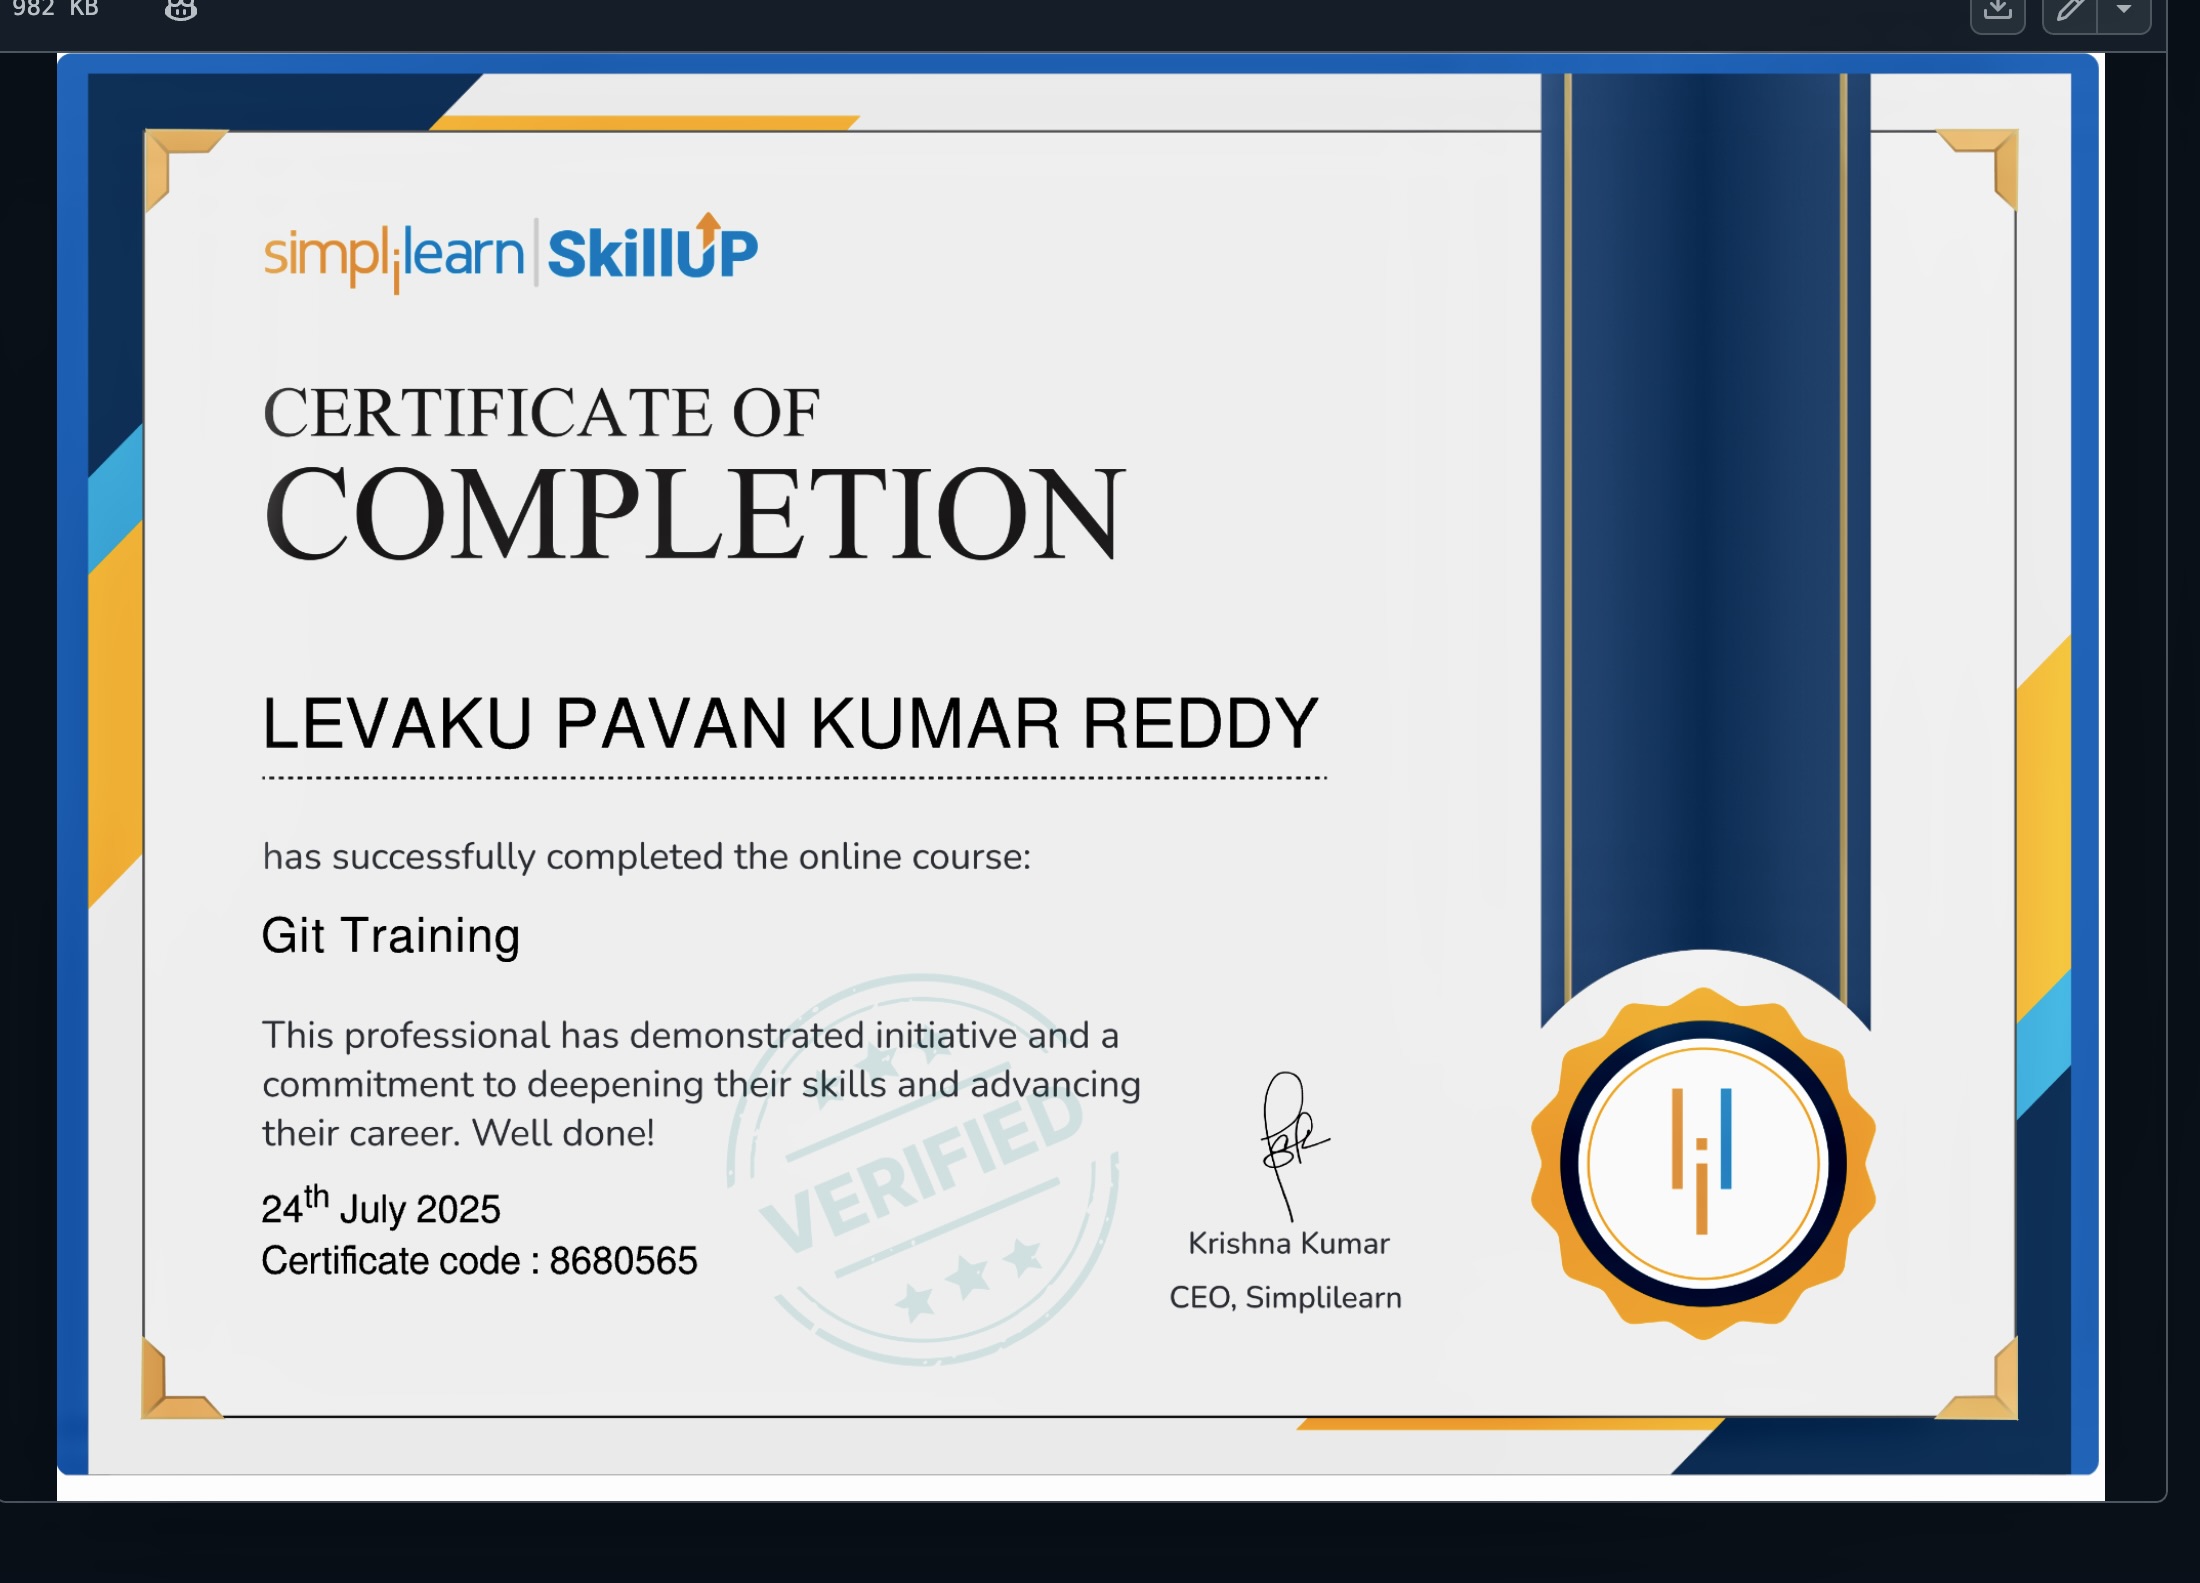 982 KB
simplilearn SkillUP
CERTIFICATE OF
COMPLETION
LEVAKU PAVAN KUMAR REDDY
has successfully completed the online course:
Git Training
This professional has demonstrated initiative and a
commitment to deepening their skills and advancing
their career. Well done!
VERIFIED
24th July 2025
Certificate code : 8680565
Krishna Kumar
CEO, Simplilearn